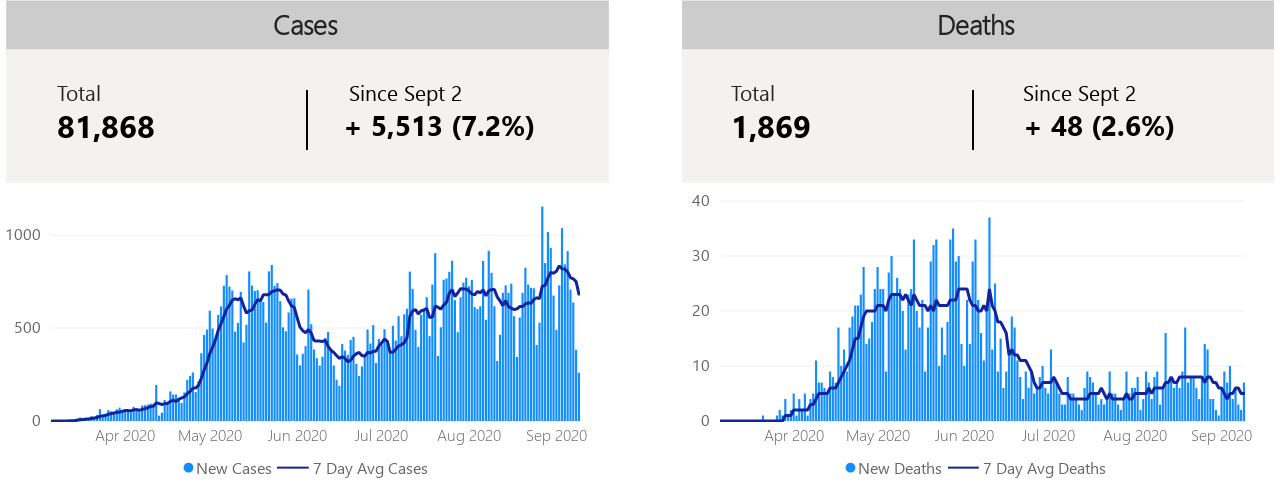 Cases
Total
81,868
Since Sept 2
+ 5,513 (7.2%)
1000
500
0
Apr 2020 May 2020 Jun 2020 Jul 2020 Aug 2020 Sep 2020
New Cases 7 Day Avg Cases
Deaths
Total
1,869
Since Sept 2
+ 48 (2.6%)
40
30
20
10
0
Apr 2020 May 2020 Jun 2020 Jul 2020 Aug 2020 Sep 2020
New Deaths 7 Day Avg Deaths